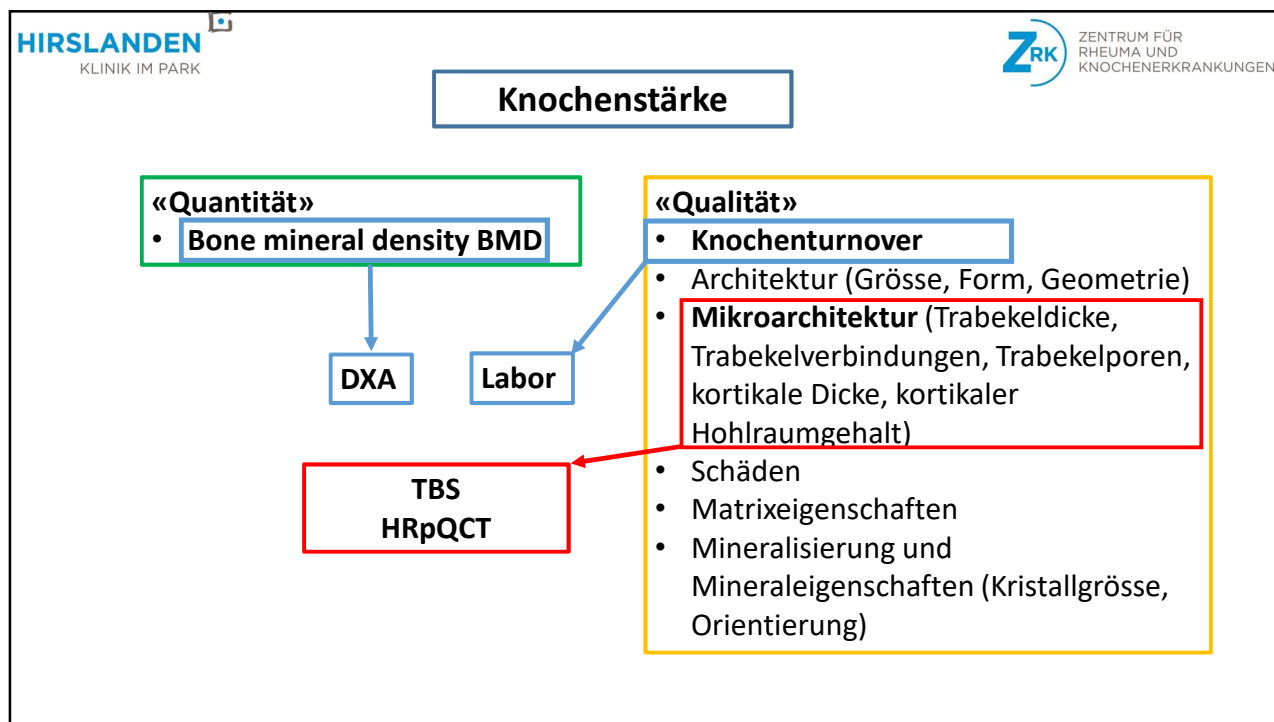 HIRSLANDEN
KLINIK IM PARK
ZRK
ZENTRUM FÜR
RHEUMA UND
KNOCHENERKRANKUNGEN
Knochenstärke
«Quantität»
• Bone mineral density BMD
DXA
Labor
TBS
HRpQCT
«Qualität»
• Knochenturnover
• Architektur (Grösse, Form, Geometrie)
• Mikroarchitektur (Trabekeldicke,
Trabekelverbindungen, Trabekelporen,
kortikale Dicke, kortikaler
Hohlraumgehalt)
• Schäden
• Matrixeigenschaften
• Mineralisierung und
Mineraleigenschaften (Kristallgrösse,
Orientierung)